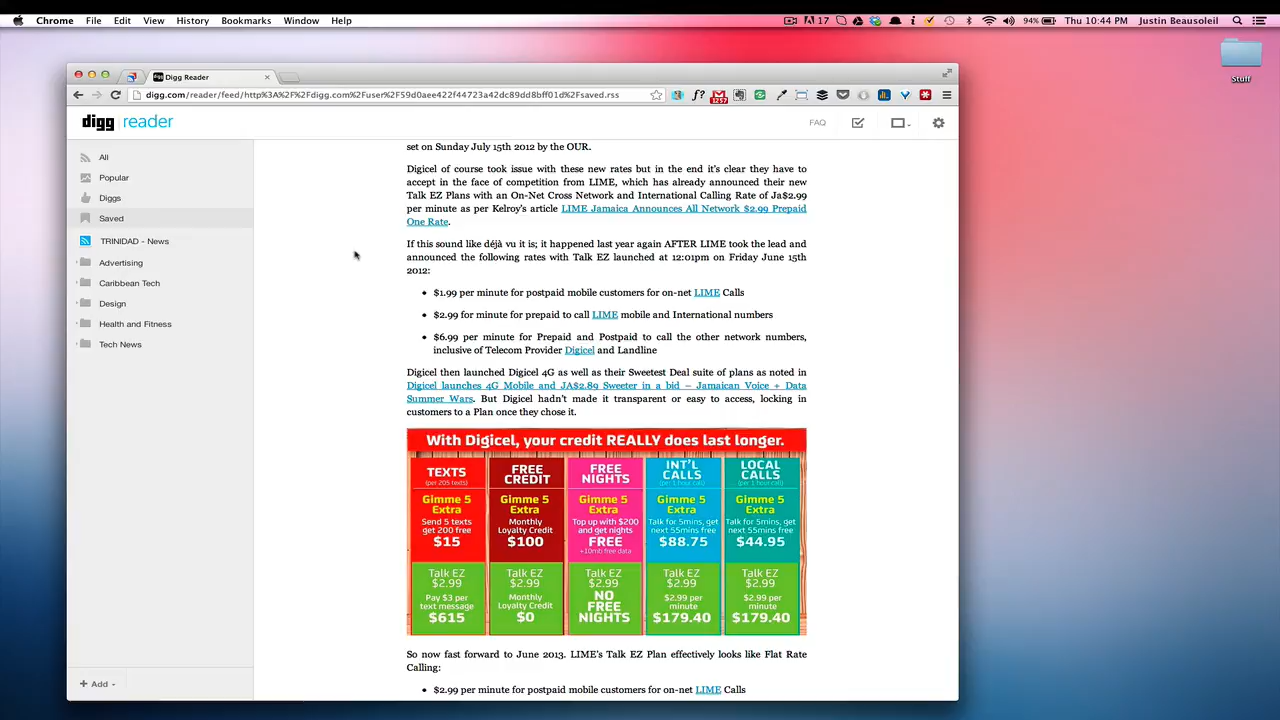 Chrome File Edit View History Bookmarks Window Help 17 94% Thu 10:44 PM Justin Beausoleil
Stuff
Digg Reader
digg.com/reader/feed/http%3A%2F%2Fdigg.com%2Fuser%2F59d0aee422f44723a42dc89dd8bff01d%2Fsaved.rss f? 1257
digg reader FAQ
All
Popular
Diggs
Saved
TRINIDAD - News
Advertising
Caribbean Tech
Design
Health and Fitness
Tech News
Add
set on Sunday July 15th 2012 by the OUR.
Digicel of course took issue with these new rates but in the end it's clear they have to
accept in the face of competition from LIME, which has already announced their new
Talk EZ Plans with an On-Net Cross Network and International Calling Rate of Ja$2.99
per minute as per Kelroy's article LIME Jamaica Announces All Network $2.99 Prepaid
One Rate.
If this sound like déjà vu it is; it happened last year again AFTER LIME took the lead and
announced the following rates with Talk EZ launched at 12:01pm on Friday June 15th
2012:
• $1.99 per minute for postpaid mobile customers for on-net LIME Calls
• $2.99 for minute for prepaid to call LIME mobile and International numbers
• $6.99 per minute for Prepaid and Postpaid to call the other network numbers,
inclusive of Telecom Provider Digicel and Landline
Digicel then launched Digicel 4G as well as their Sweetest Deal suite of plans as noted in
Digicel launches 4G Mobile and JA$2.89 Sweeter in a bid – Jamaican Voice + Data
Summer Wars. But Digicel hadn't made it transparent or easy to access, locking in
customers to a Plan once they chose it.
With Digicel, your credit REALLY does last longer.
TEXTS
(per 205 texts)
Gimme 5
Extra
Send 5 texts
get 200 free
$15
Talk EZ
$2.99
Pay $3 per
text message
$615
FREE
CREDIT
Gimme 5
Extra
Monthly
Loyalty Credit
$100
Talk EZ
$2.99
Monthly
Loyalty Credit
$0
FREE
NIGHTS
Gimme 5
Extra
Top up with $200
and get nights
FREE
+10mb free data
Talk EZ
$2.99
NO
FREE
NIGHTS
INT'L
CALLS
(per 1 hour call)
Gimme 5
Extra
Talk for 5mins, get
next 55mins free
$88.75
Talk EZ
$2.99
$2.99 per
minute
$179.40
LOCAL
CALLS
(per 1 hour call)
Gimme 5
Extra
Talk for 5mins, get
next 55mins free
$44.95
Talk EZ
$2.99
$2.99 per
minute
$179.40
So now fast forward to June 2013. LIME's Talk EZ Plan effectively looks like Flat Rate
Calling:
• $2.99 per minute for postpaid mobile customers for on-net LIME Calls